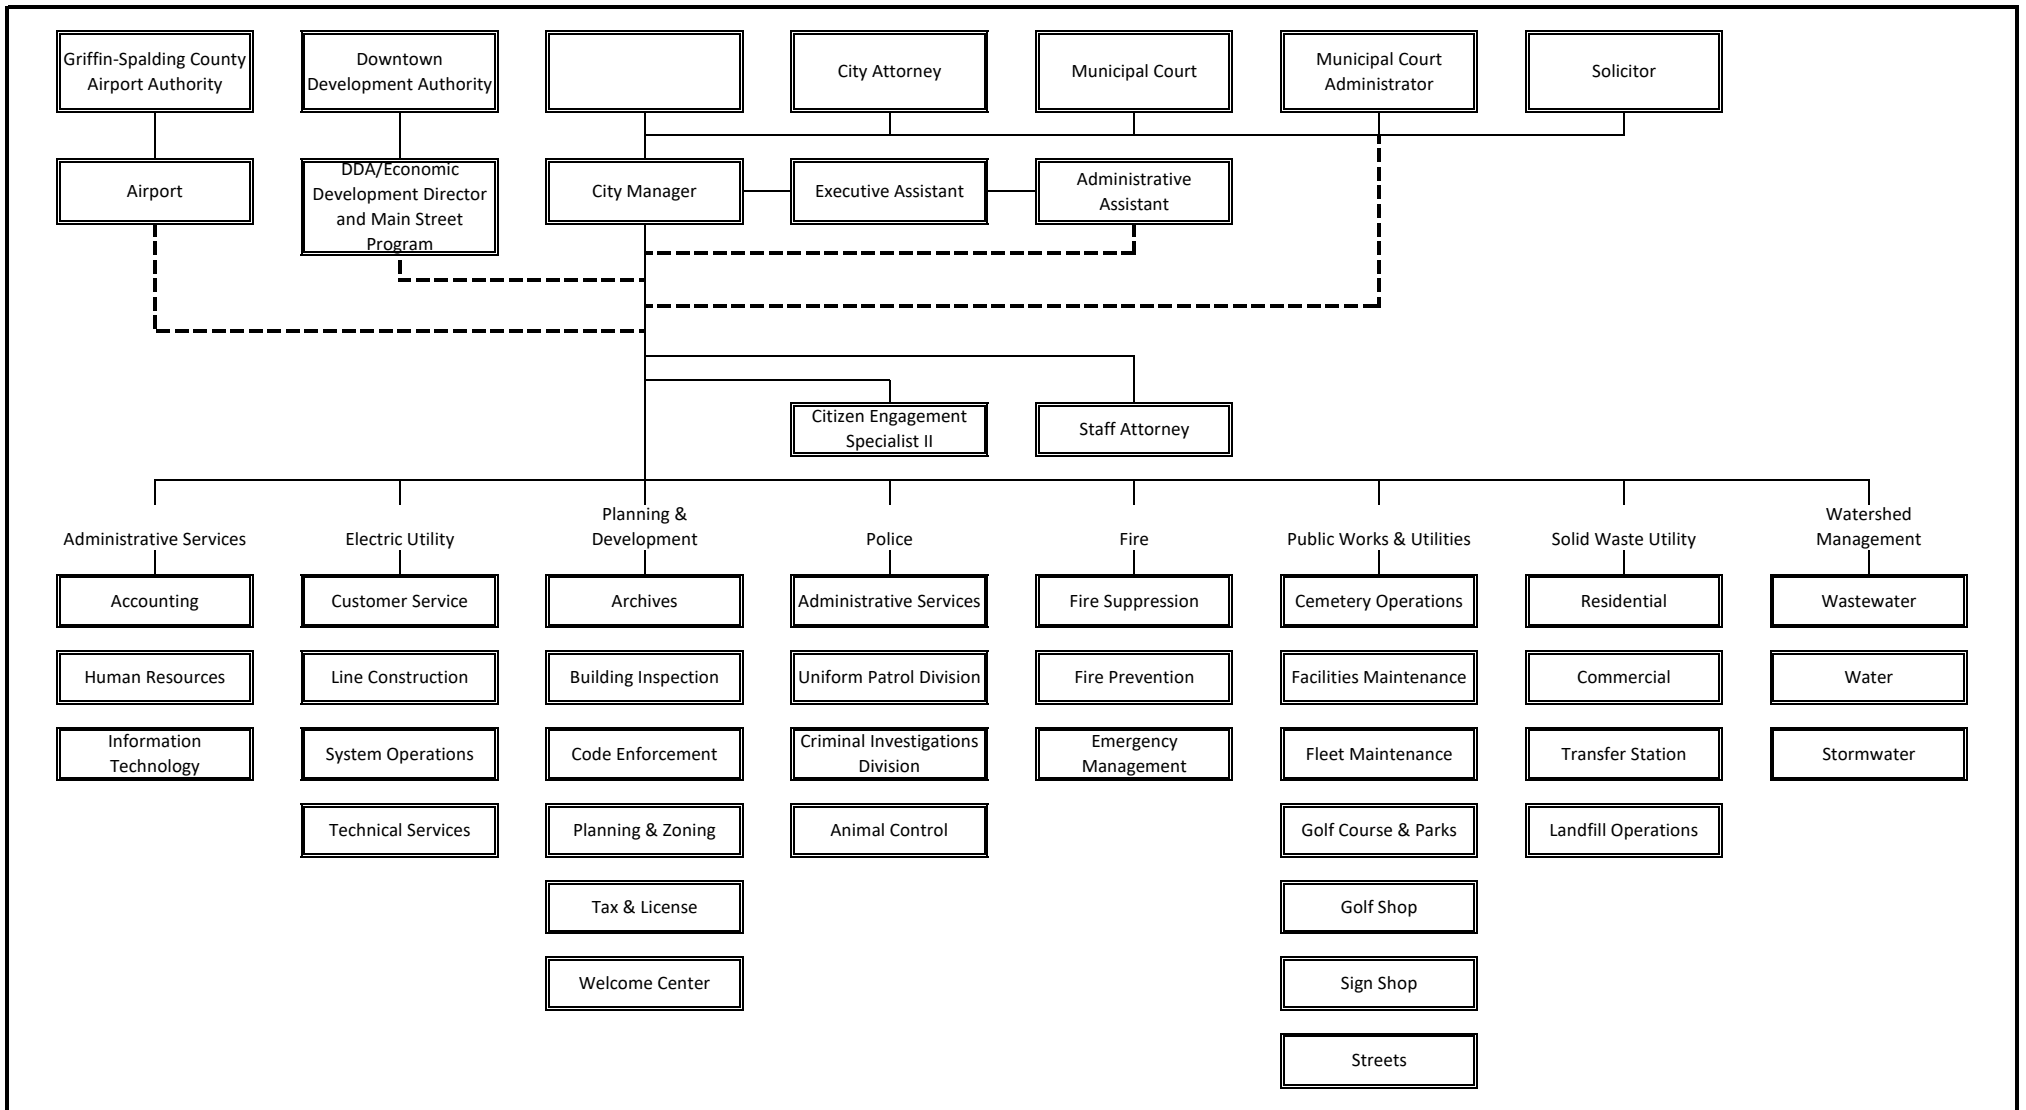 Griffin-Spalding County
Airport Authority
Downtown
Development Authority
City Attorney
Municipal Court
Municipal Court
Administrator
Solicitor
Airport
DDA/Economic
Development Director
and Main Street
Program
City Manager
Executive Assistant
Administrative
Assistant
Citizen Engagement
Specialist II
Staff Attorney
Administrative Services
Electric Utility
Planning &
Development
Police
Fire
Public Works & Utilities
Solid Waste Utility
Watershed
Management
Accounting
Customer Service
Archives
Administrative Services
Fire Suppression
Cemetery Operations
Residential
Wastewater
Human Resources
Line Construction
Building Inspection
Uniform Patrol Division
Fire Prevention
Facilities Maintenance
Commercial
Water
Information
Technology
System Operations
Code Enforcement
Criminal Investigations
Division
Emergency
Management
Fleet Maintenance
Transfer Station
Stormwater
Technical Services
Planning & Zoning
Animal Control
Golf Course & Parks
Landfill Operations
Tax & License
Golf Shop
Welcome Center
Sign Shop
Streets